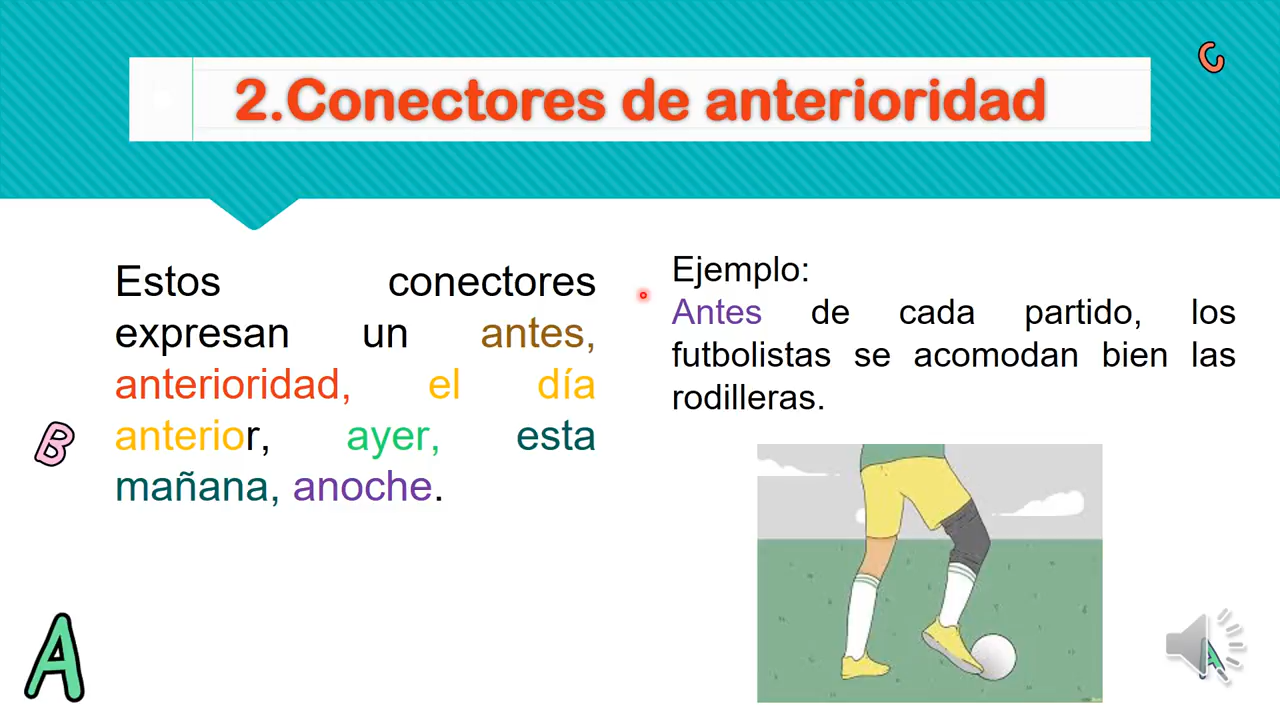 2.Conectores de anterioridad
C
Estos conectores
expresan un antes,
anterioridad, el día
anterior, ayer, esta
mañana, anoche.
Ejemplo:
Antes de cada partido, los
futbolistas se acomodan bien las
rodilleras.
B
A
A